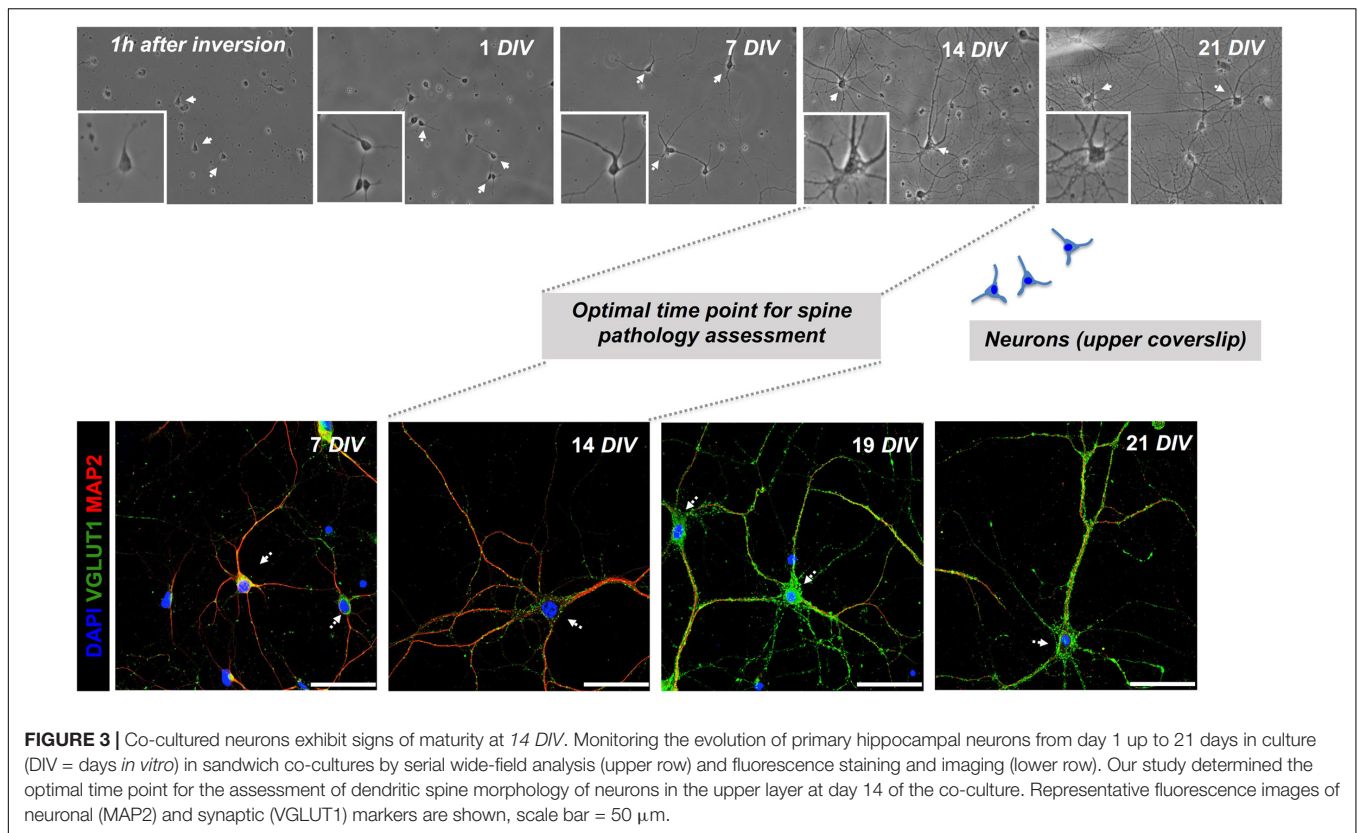 1h after inversion
1 DIV
7 DIV
14 DIV
21 DIV
Optimal time point for spine
pathology assessment
Neurons (upper coverslip)
DAPI VGLUT1 MAP2
7 DIV
14 DIV
19 DIV
21 DIV
FIGURE 3 | Co-cultured neurons exhibit signs of maturity at 14 DIV. Monitoring the evolution of primary hippocampal neurons from day 1 up to 21 days in culture
(DIV = days in vitro) in sandwich co-cultures by serial wide-field analysis (upper row) and fluorescence staining and imaging (lower row). Our study determined the
optimal time point for the assessment of dendritic spine morphology of neurons in the upper layer at day 14 of the co-culture. Representative fluorescence images of
neuronal (MAP2) and synaptic (VGLUT1) markers are shown, scale bar = 50 μm.